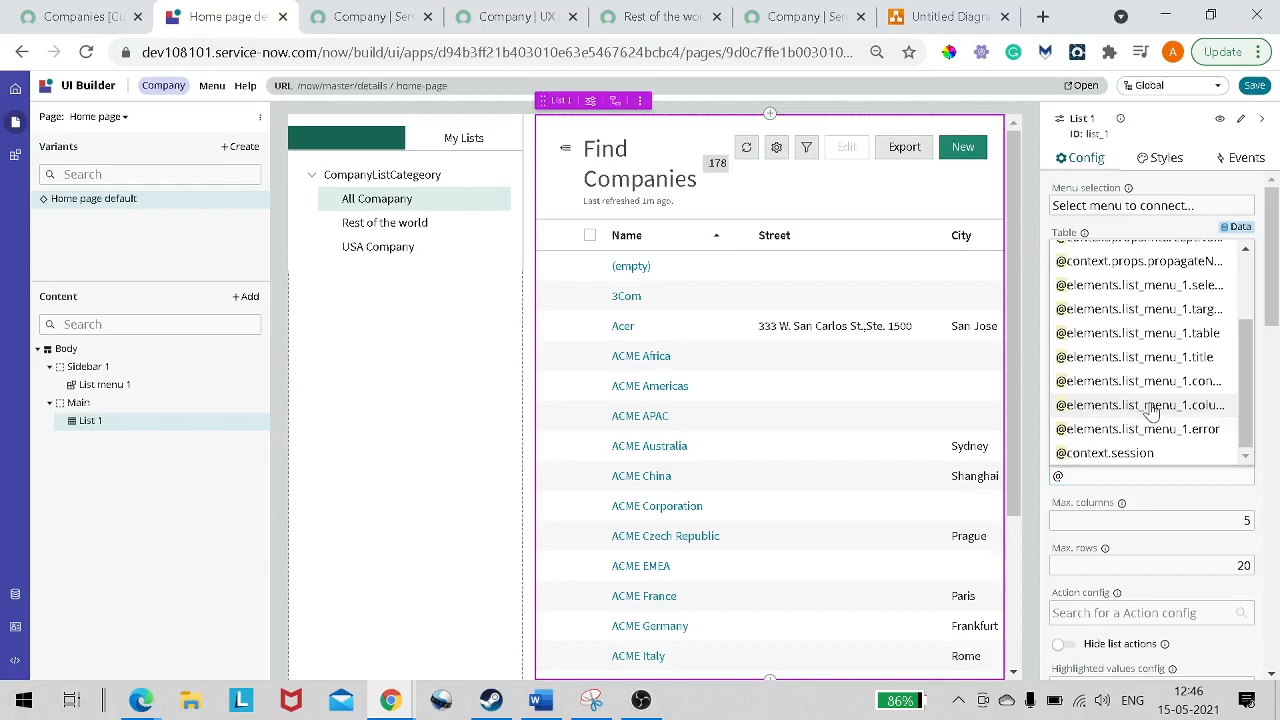 Companies [Cu
Home page de
Company [ Ser
Company | UX
Rest of the wo
Company | Ser
Untitled Diagra
dev108101.service-now.com/now/build/ui/apps/d94b3ff21b403010e63e5467624bcbc4/pages/9d0c7ffe1b003010...
A
Update
UI Builder
Company
Menu
Help
URL /now/master/details / home-page
Open
Global
Save
Page: Home page
Variants
+ Create
Search
Home page default
Content
+ Add
Search
Body
Sidebar 1
List menu 1
Main
List 1
My Lists
CompanyListCategeory
All Comapany
Rest of the world
USA Company
List 1
Find
Companies
178
Last refreshed 1m ago.
Edit
Export
New
Name Street City
(empty)
3Com
Acer 333 W. San Carlos St.,Ste. 1500 San Jose
ACME Africa
ACME Americas
ACME APAC
ACME Australia Sydney
ACME China Shanghai
ACME Corporation
ACME Czech Republic Prague
ACME EMEA
ACME France Paris
ACME Germany Frankfurt
ACME Italy Rome
List 1
ID: list_1
Config
Styles
Events
Menu selection
Select menu to connect...
Data
Table
@context.props.propagateN...
@elements.list_menu_1.sele...
@elements.list_menu_1.targ...
@elements.list_menu_1.table
@elements.list_menu_1.title
@elements.list_menu_1.con...
@elements.list_menu_1.colu...
@elements.list_menu_1.error
@context.session
@
Max. columns
5
Max. rows
20
Action config
Search for a Action config
Hide list actions
Highlighted values config
86%
ENG
12:46
15-05-2021